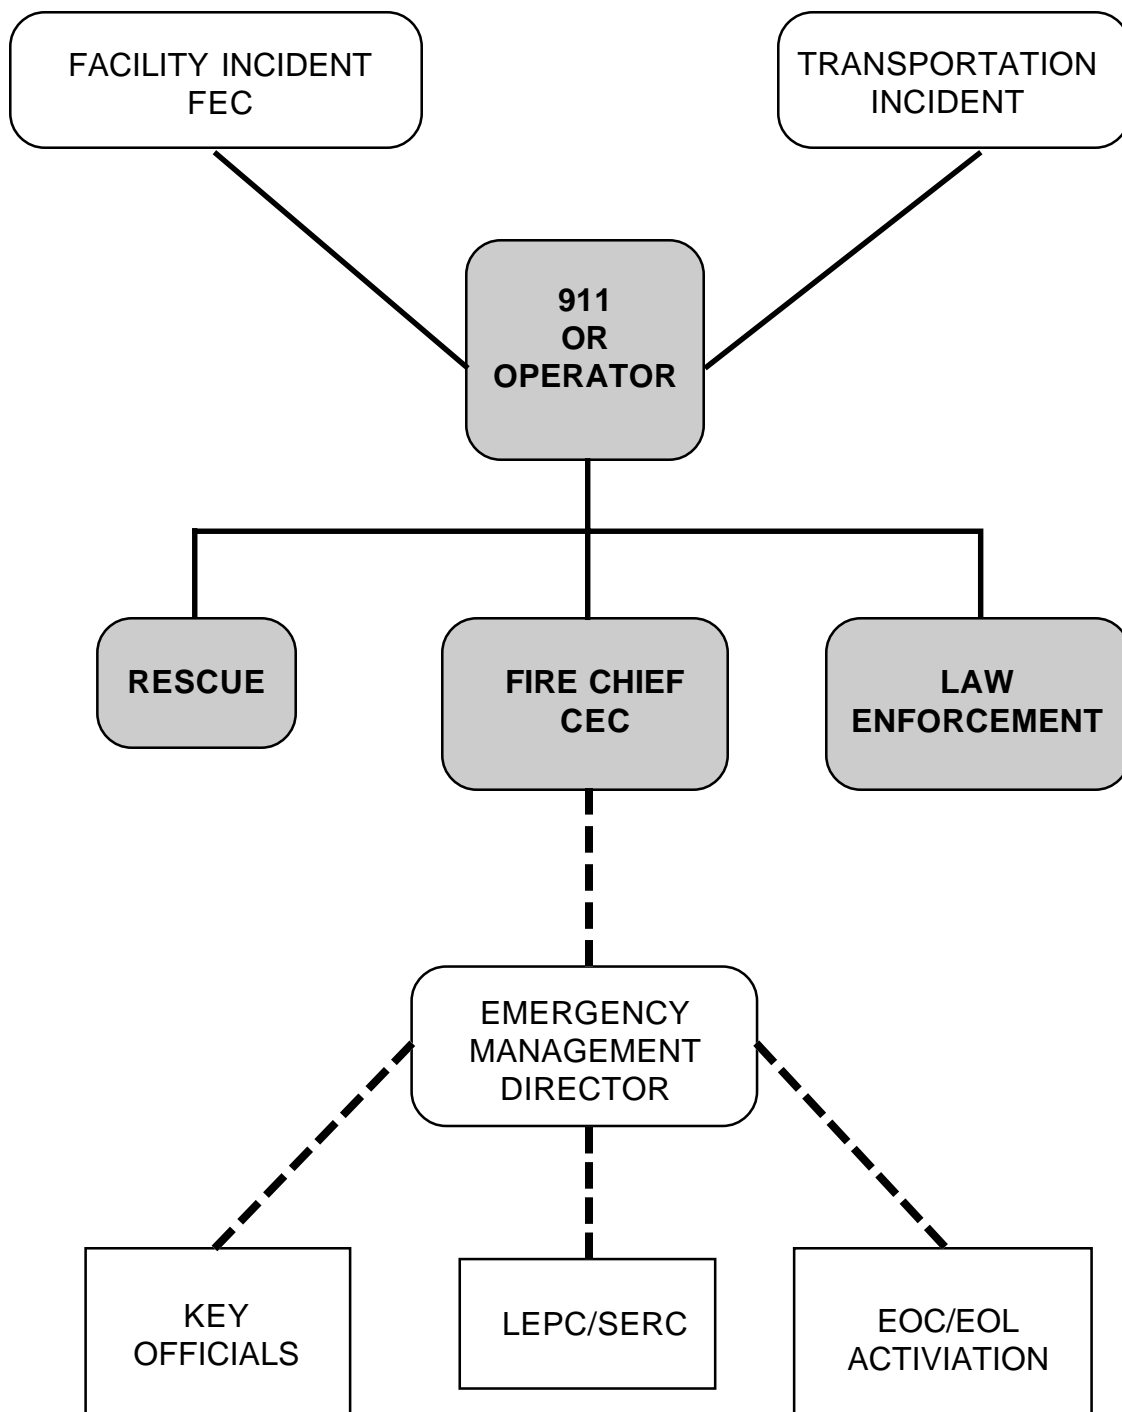 FACILITY INCIDENT
FEC
TRANSPORTATION
INCIDENT
911
OR
OPERATOR
RESCUE
FIRE CHIEF
CEC
LAW
ENFORCEMENT
EMERGENCY
MANAGEMENT
DIRECTOR
KEY
OFFICIALS
LEPC/SERC
EOC/EOL
ACTIVIATION